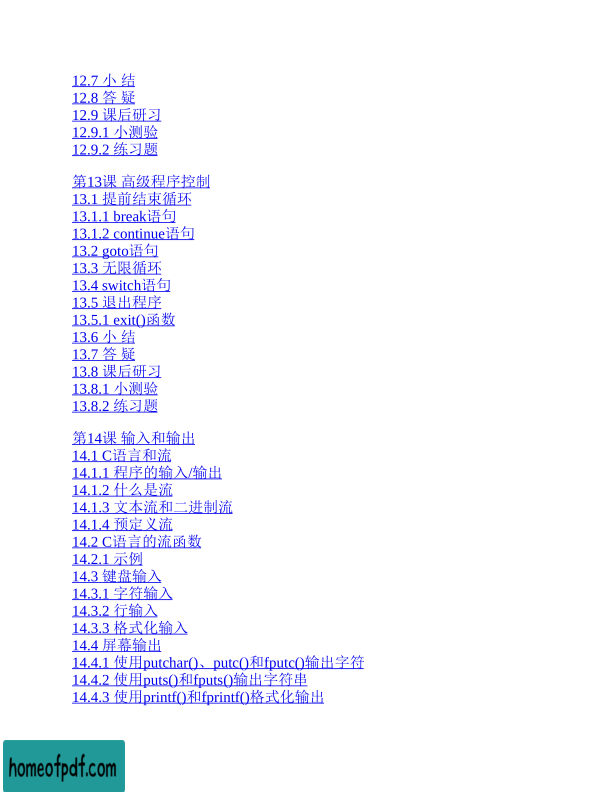 12.7 小 结
12.8 答 疑
12.9 课后研习
12.9.1 小测验
12.9.2 练习题
第13课 高级程序控制
13.1 提前结束循环
13.1.1 break语句
13.1.2 continue语句
13.2 goto语句
13.3 无限循环
13.4 switch语句
13.5 退出程序
13.5.1 exit()函数
13.6 小 结
13.7 答 疑
13.8 课后研习
13.8.1 小测验
13.8.2 练习题
第14课 输入和输出
14.1 C语言和流
14.1.1 程序的输入/输出
14.1.2 什么是流
14.1.3 文本流和二进制流
14.1.4 预定义流
14.2 C语言的流函数
14.2.1 示例
14.3 键盘输入
14.3.1 字符输入
14.3.2 行输入
14.3.3 格式化输入
14.4 屏幕输出
14.4.1 使用putchar()、putc()和fputc()输出字符
14.4.2 使用puts()和fputs()输出字符串
14.4.3 使用printf()和fprintf()格式化输出
homeofpdf.com